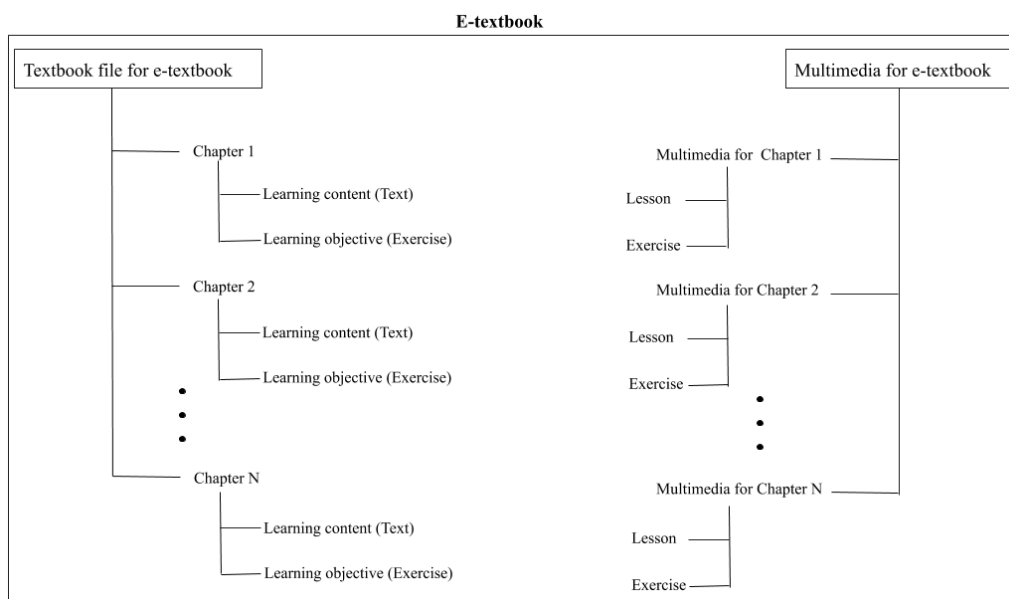 E-textbook
Textbook file for e-textbook
Chapter 1
Learning content (Text)
Learning objective (Exercise)
Chapter 2
Learning content (Text)
Learning objective (Exercise)
Chapter N
Learning content (Text)
Learning objective (Exercise)
Multimedia for e-textbook
Multimedia for Chapter 1
Lesson
Exercise
Multimedia for Chapter 2
Lesson
Exercise
Multimedia for Chapter N
Lesson
Exercise